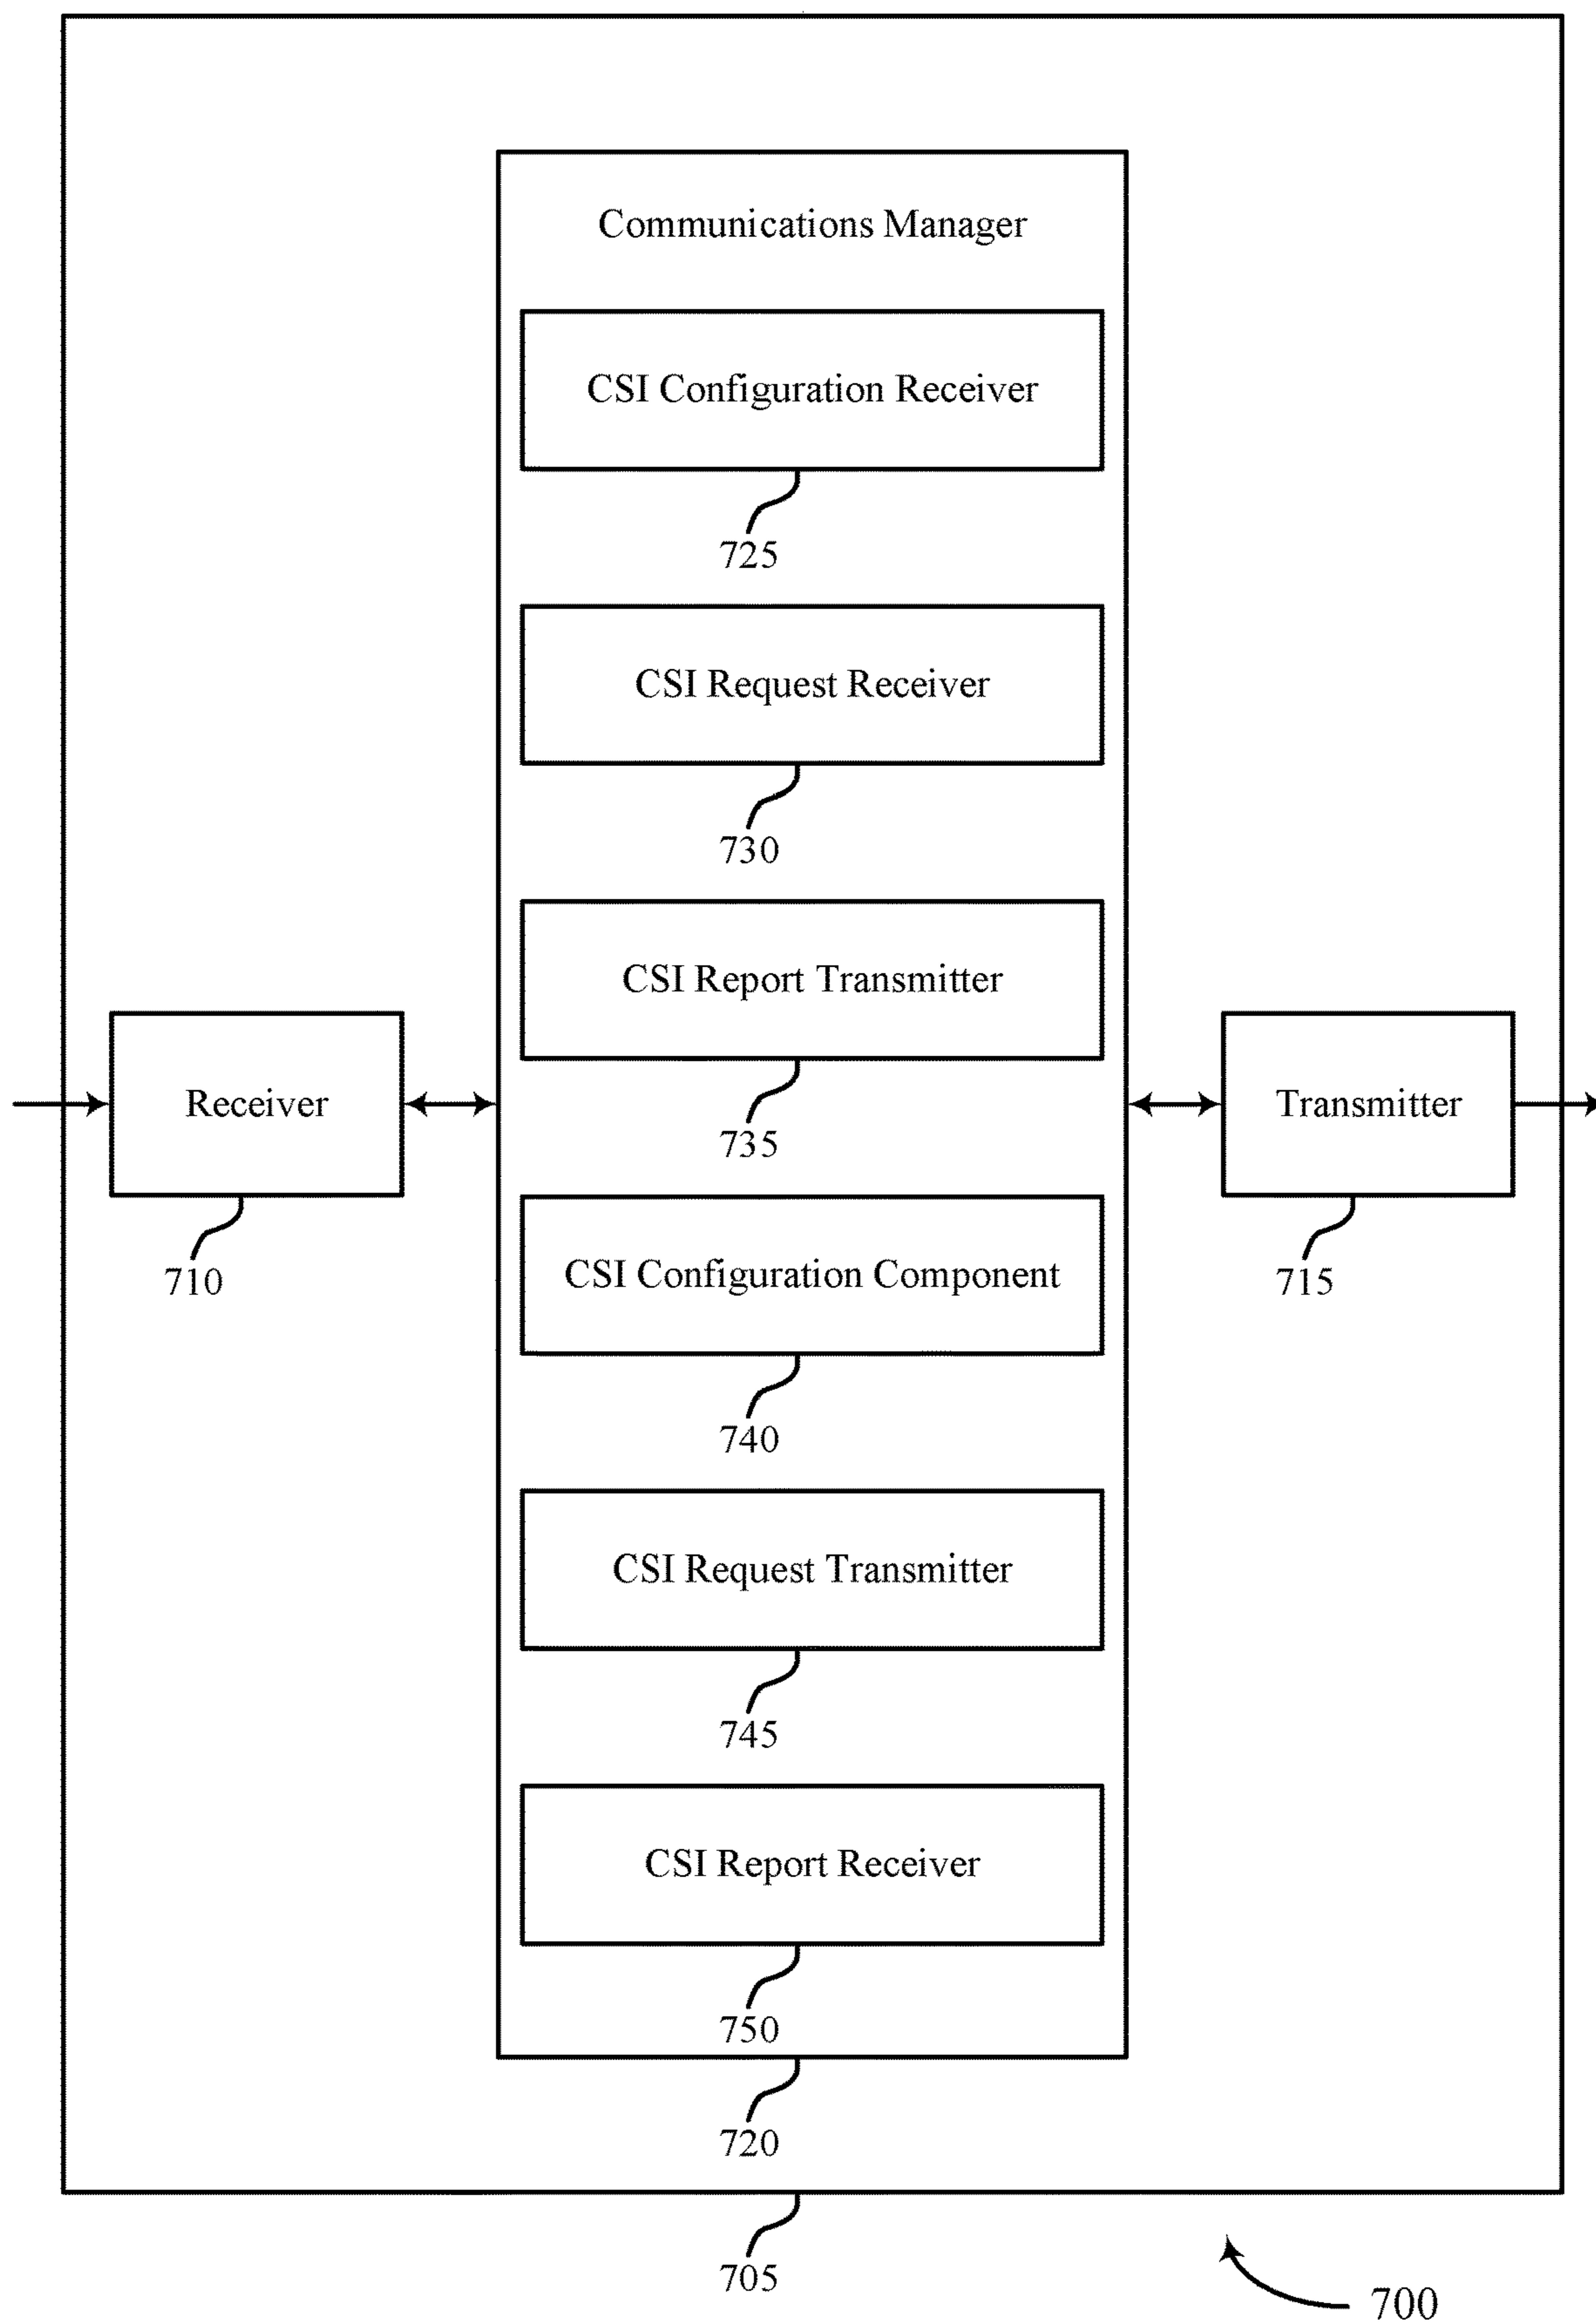 Communications Manager
CSI Configuration Receiver
725
CSI Request Receiver
730
CSI Report Transmitter
735
Receiver
710
Transmitter
715
CSI Configuration Component
740
CSI Request Transmitter
745
CSI Report Receiver
750
720
705
700